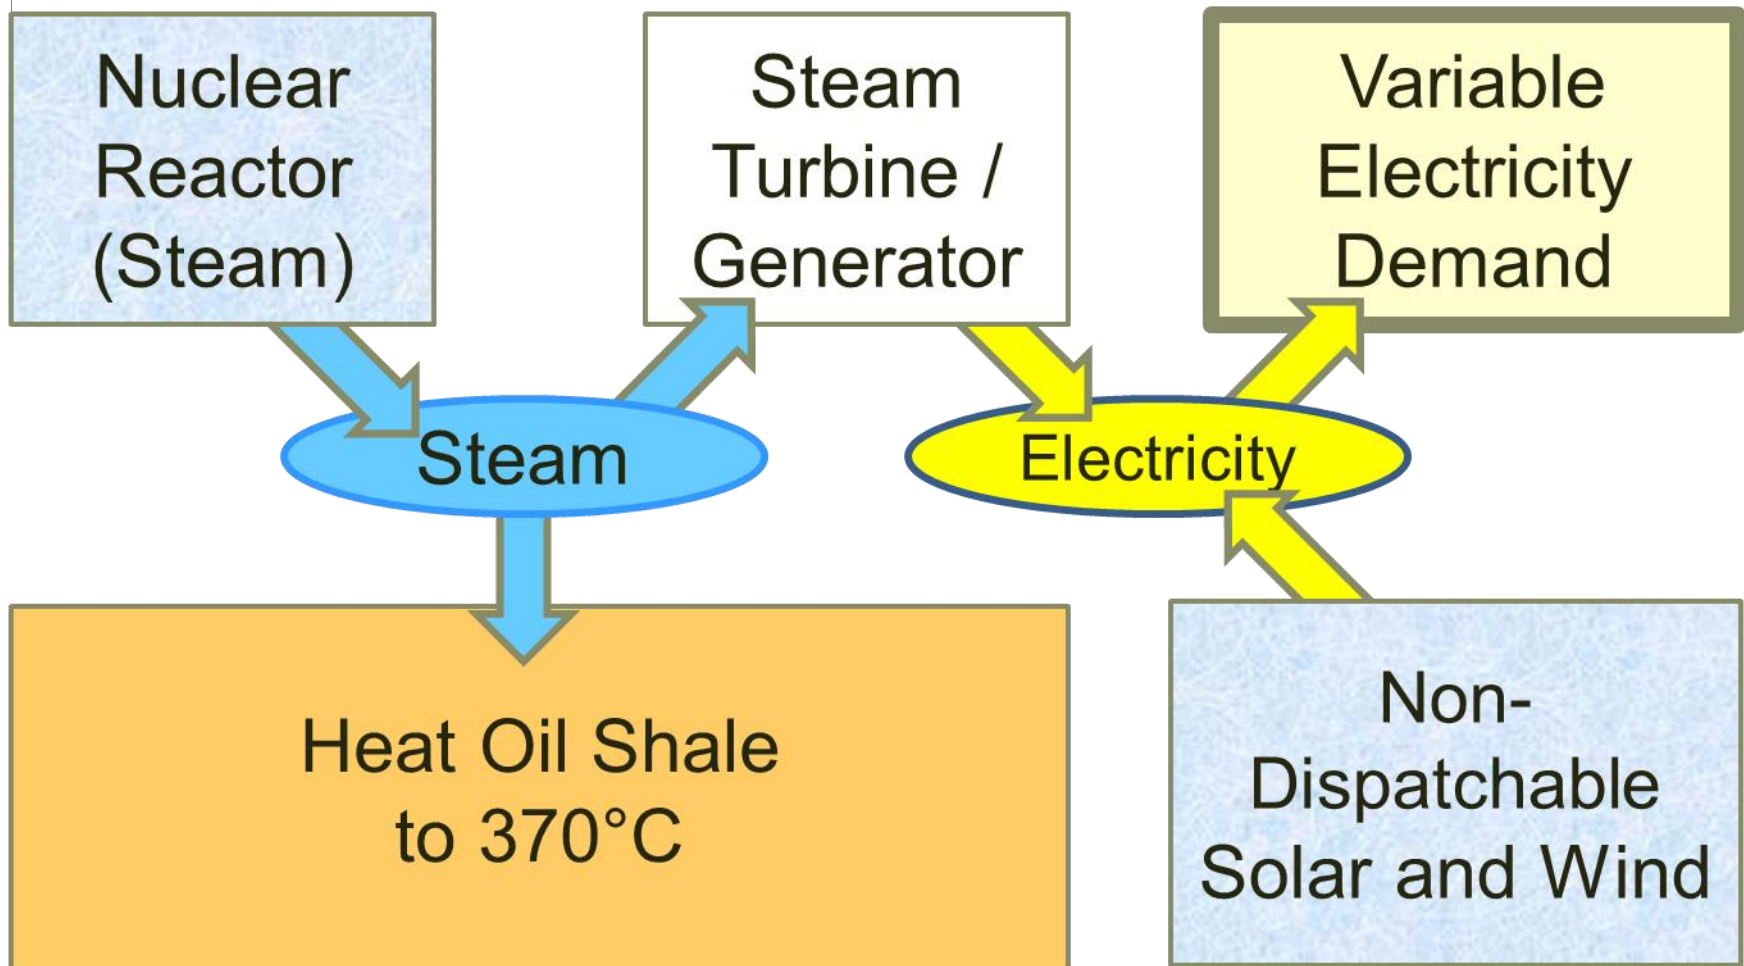 Nuclear
Reactor
(Steam)
Steam
Turbine /
Generator
Variable
Electricity
Demand
Steam
Electricity
Heat Oil Shale
to 370°C
Non-
Dispatchable
Solar and Wind